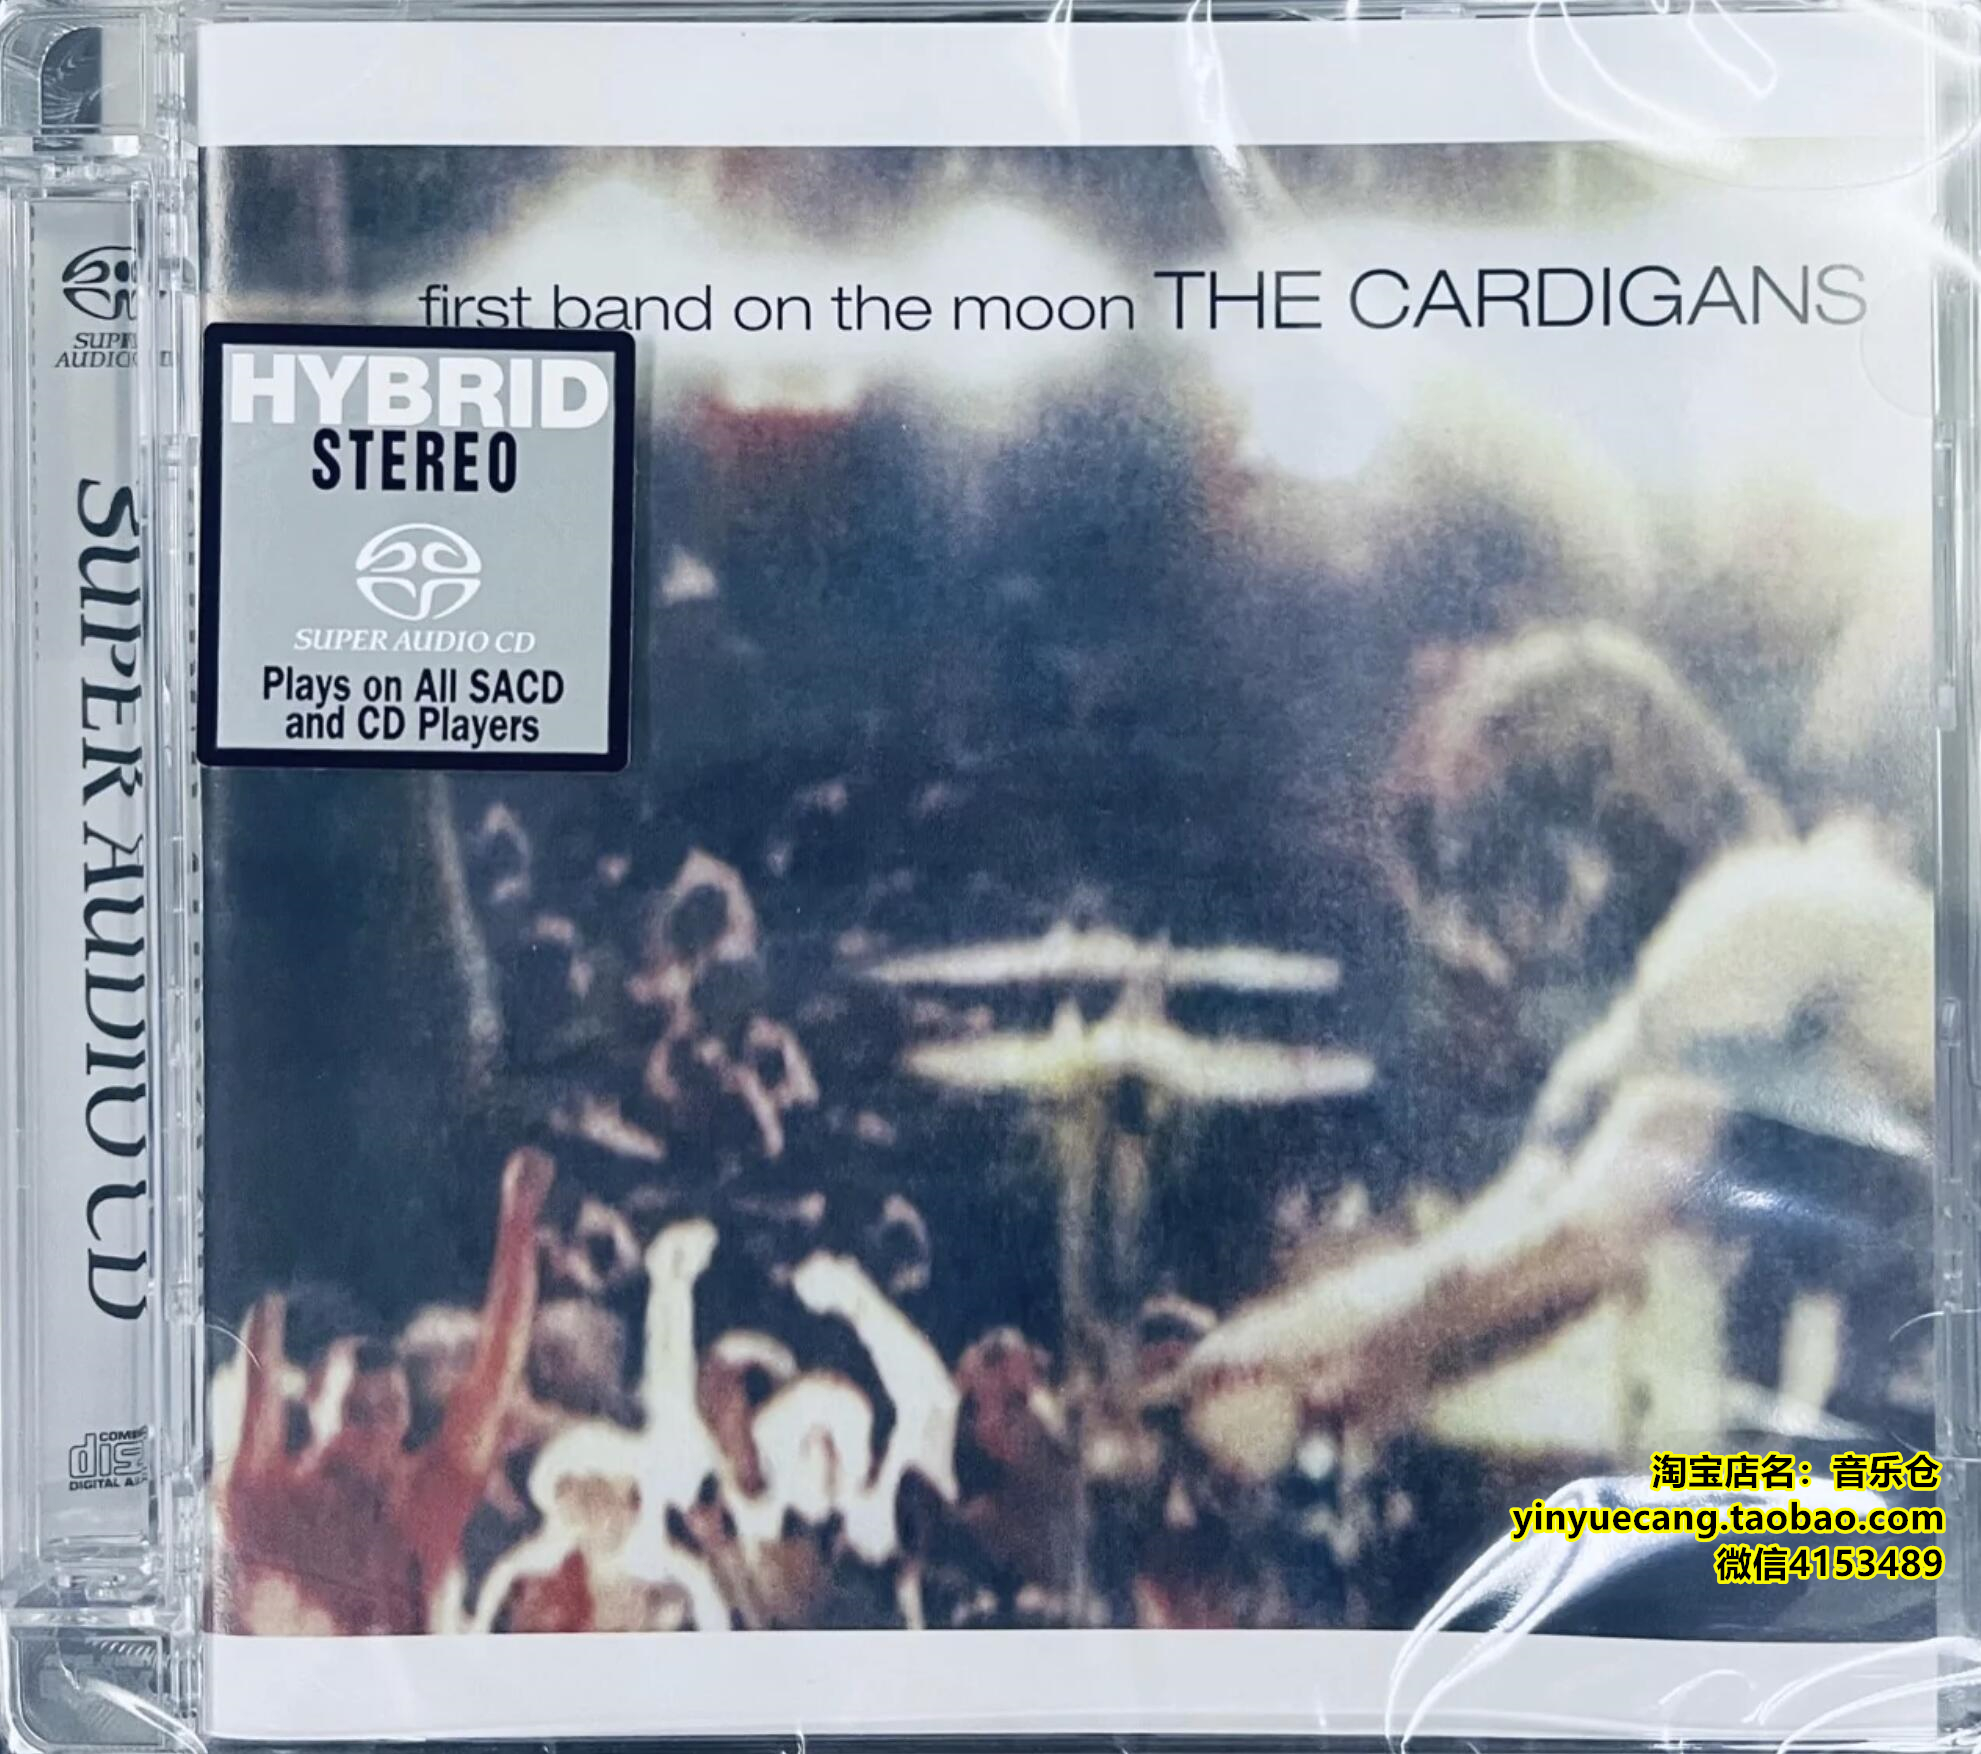 first band on the moon THE CARDIGANS
HYBRID
STEREO
SUPER AUDIO CD
Plays on All SACD
and CD Players
SUPER AUDIO CD
DIGITAL
淘宝店名：音乐仓
yinyuecang.taobao.com
微信4153489